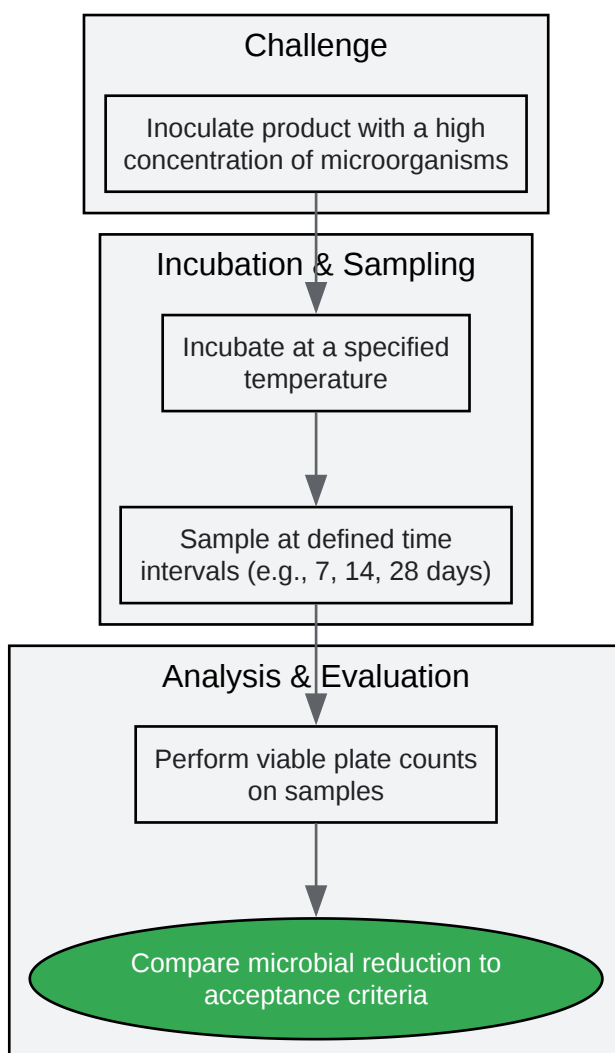 Challenge
Inoculate product with a high
concentration of microorganisms
Incubation & Sampling
Incubate at a specified
temperature
Sample at defined time
intervals (e.g., 7, 14, 28 days)
Analysis & Evaluation
Perform viable plate counts
on samples
Compare microbial reduction to
acceptance criteria